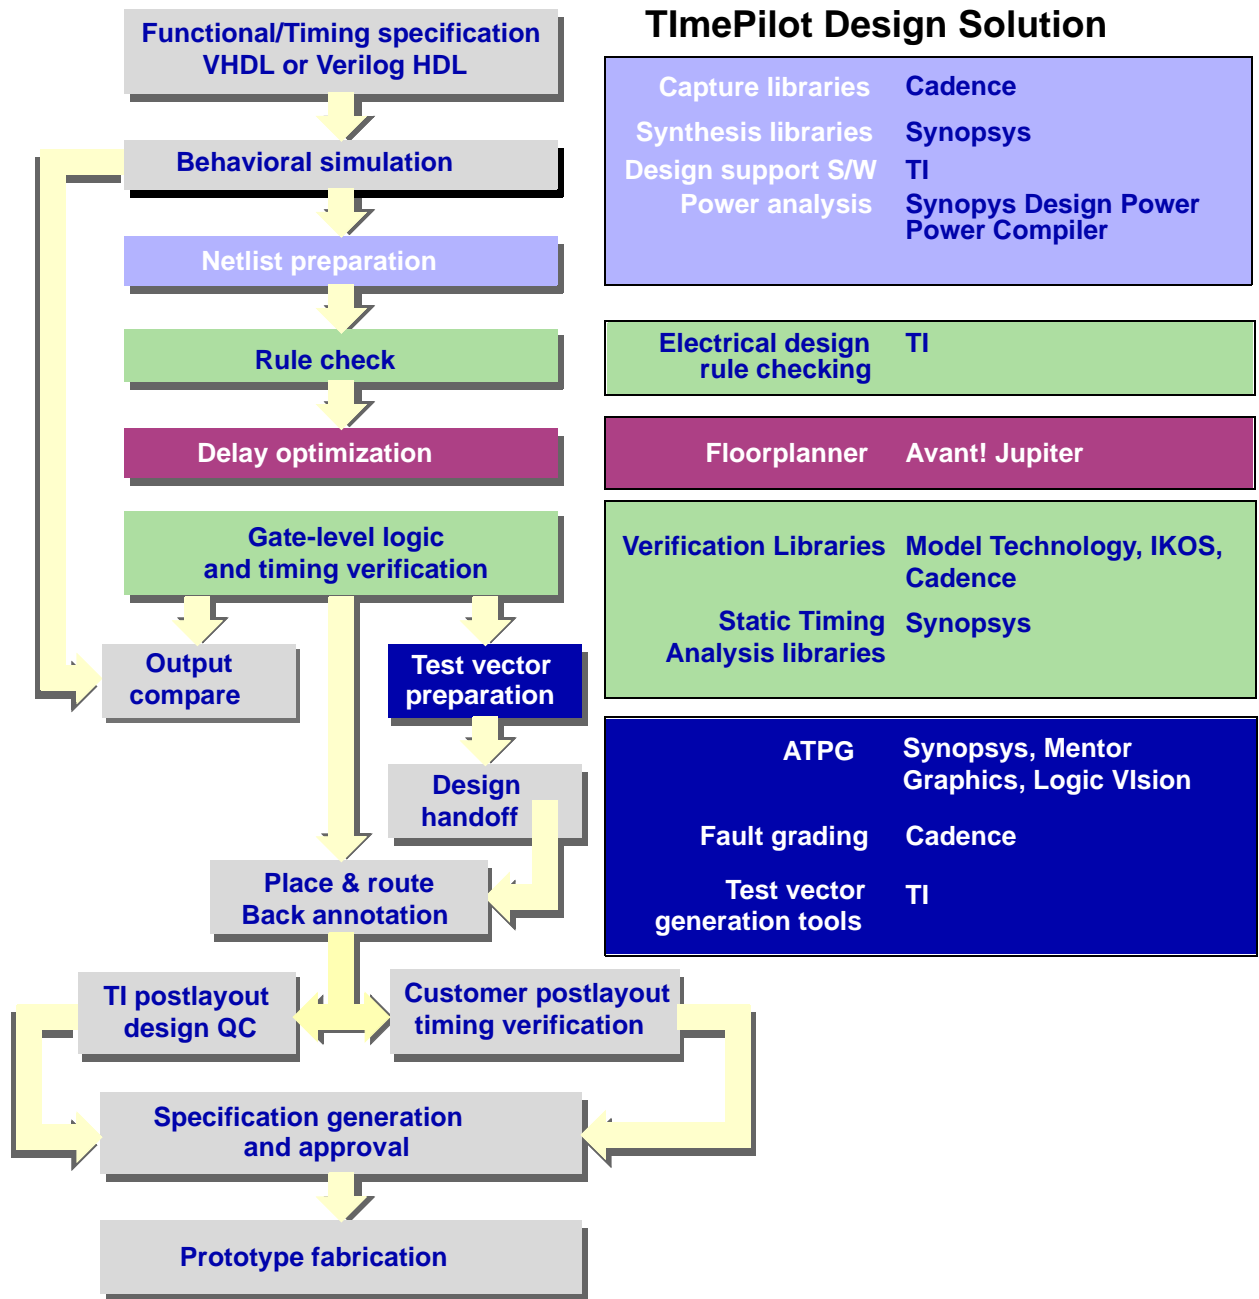 TImePilot Design Solution
Functional/Timing specification
VHDL or Verilog HDL
Behavioral simulation
Netlist preparation
Rule check
Delay optimization
Gate-level logic
and timing verification
Output
compare
Test vector
preparation
Design
handoff
Place & route
Back annotation
TI postlayout
design QC
Customer postlayout
timing verification
Specification generation
and approval
Prototype fabrication
Capture libraries Cadence
Synthesis libraries Synopsys
Design support S/W TI
Power analysis Synopys Design Power
Power Compiler
Electrical design TI
rule checking
Floorplanner Avant! Jupiter
Verification Libraries Model Technology, IKOS,
Cadence
Static Timing Synopsys
Analysis libraries
ATPG Synopsys, Mentor
Graphics, Logic VIsion
Fault grading Cadence
Test vector TI
generation tools